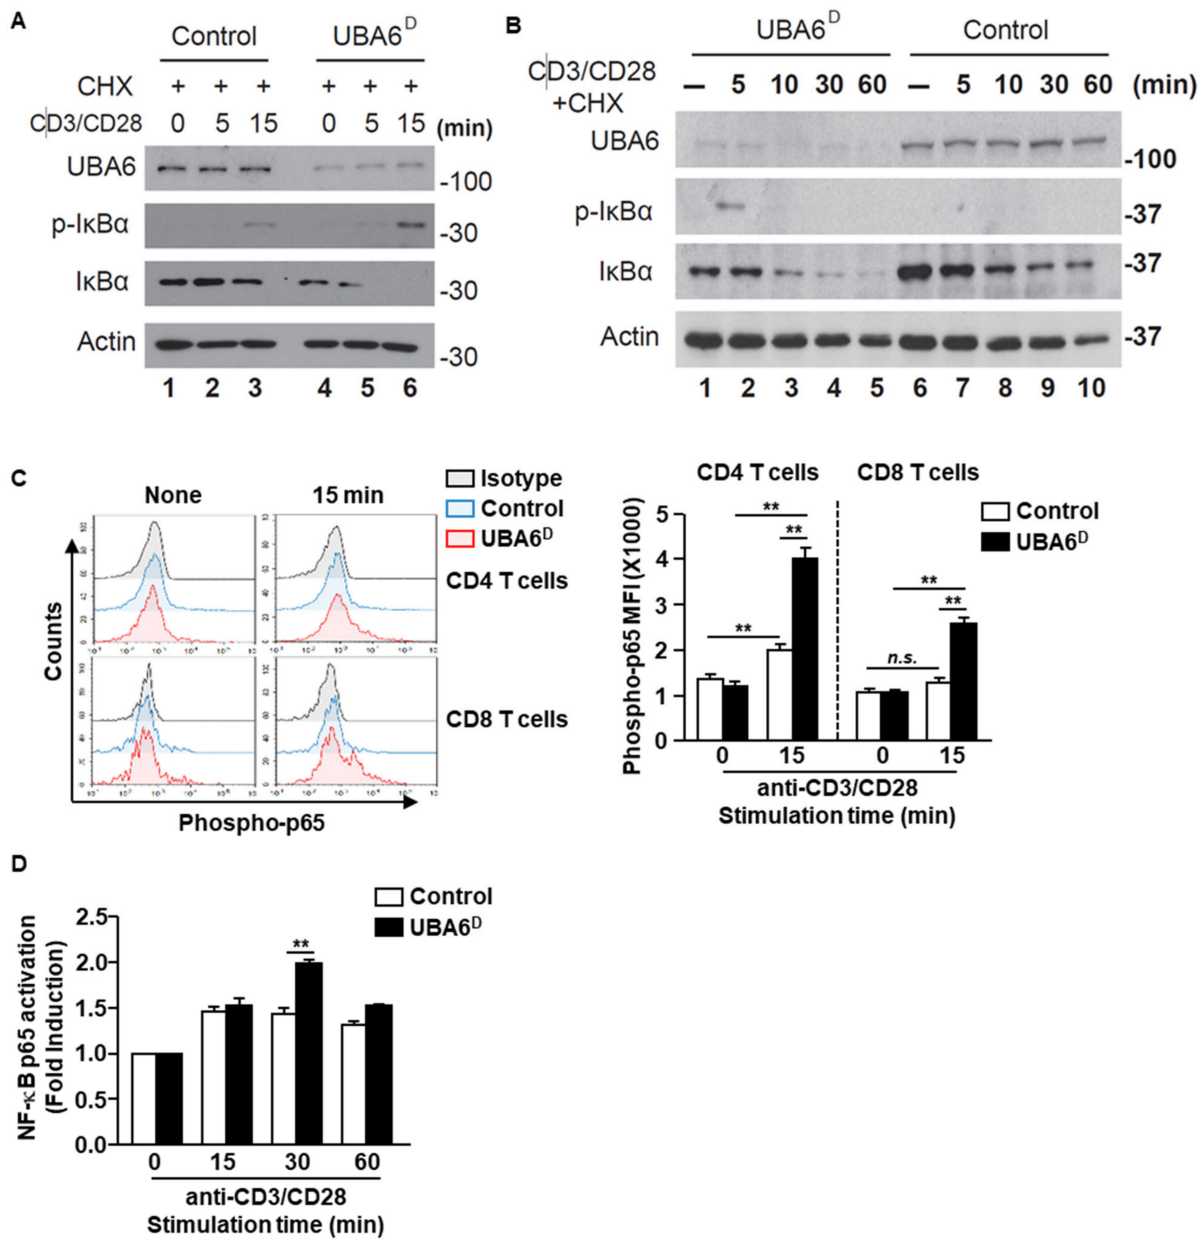 A
Control UBA6D
CHX + + + + + +
CD3/CD28 0 5 15 0 5 15 (min)
UBA6 -100
p-IκBα -30
IκBα -30
Actin -30
1 2 3 4 5 6
B
UBA6D Control
CD3/CD28 – 5 10 30 60 – 5 10 30 60 (min)
+CHX
UBA6 -100
p-IκBα -37
IκBα -37
Actin -37
1 2 3 4 5 6 7 8 9 10
C
None 15 min
Isotype
Control
UBA6D
CD4 T cells
CD8 T cells
Counts
Phospho-p65
CD4 T cells CD8 T cells
Control
UBA6D
Phospho-p65 MFI (X1000)
5
4
3
2
1
0
** ** **
** ** n.s.
0 15 0 15
anti-CD3/CD28
Stimulation time (min)
D
Control
UBA6D
NF-κB p65 activation
(Fold Induction)
2.5
2.0
1.5
1.0
0.5
0.0
**
0 15 30 60
anti-CD3/CD28
Stimulation time (min)